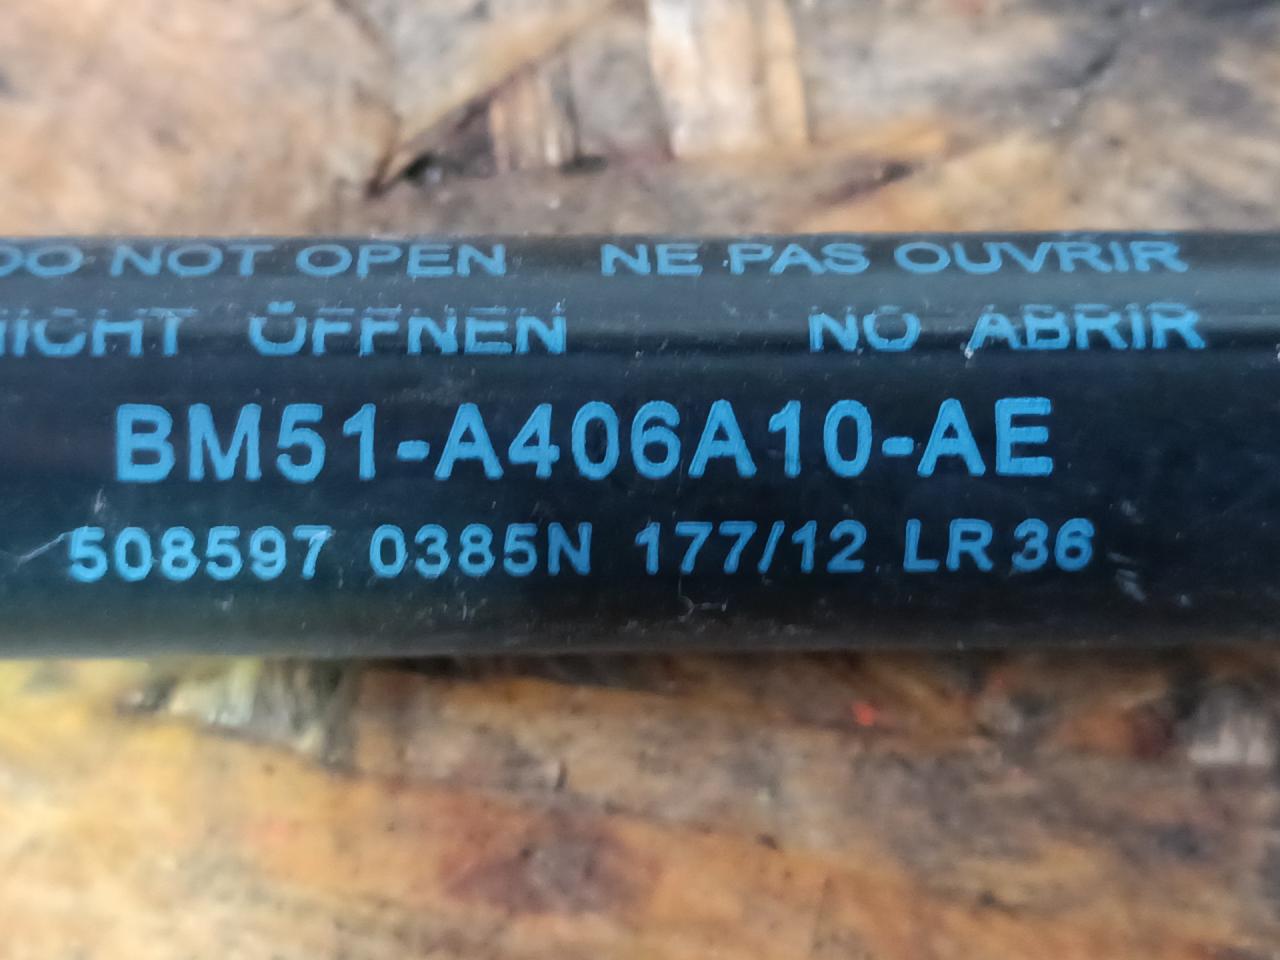 DO NOT OPEN NE PAS OUVRIR
NICHT ÖFFNEN NO ABRIR
BM51-A406A10-AE
508597 0385N 177/12 LR 36